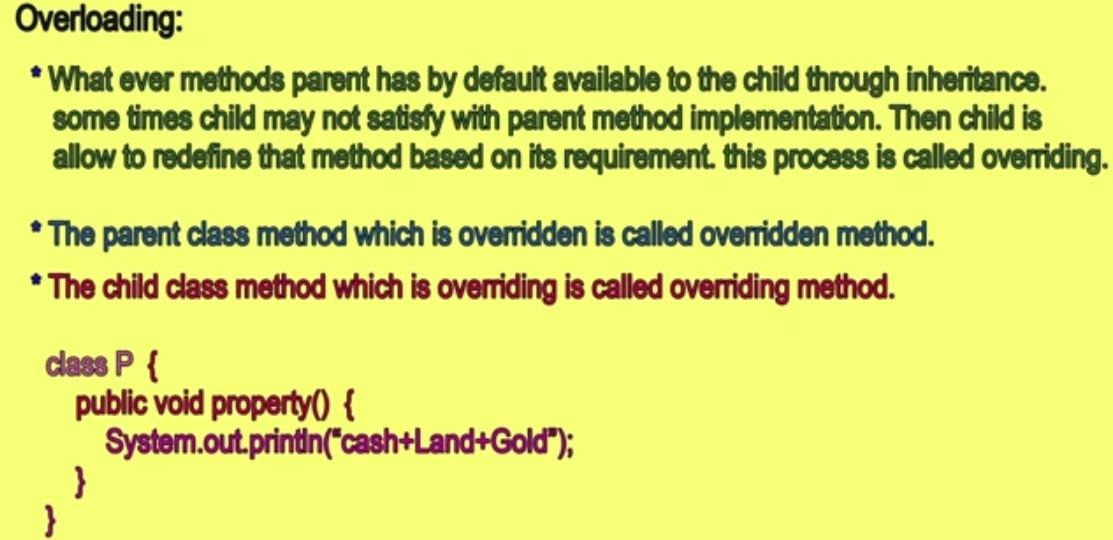 Overloading:
* What ever methods parent has by default available to the child through inheritance.
some times child may not satisfy with parent method implementation. Then child is
allow to redefine that method based on its requirement. this process is called overriding.
* The parent class method which is overridden is called overridden method.
* The child class method which is overriding is called overriding method.
class P {
public void property() {
System.out.println("cash+Land+Gold");
}
}